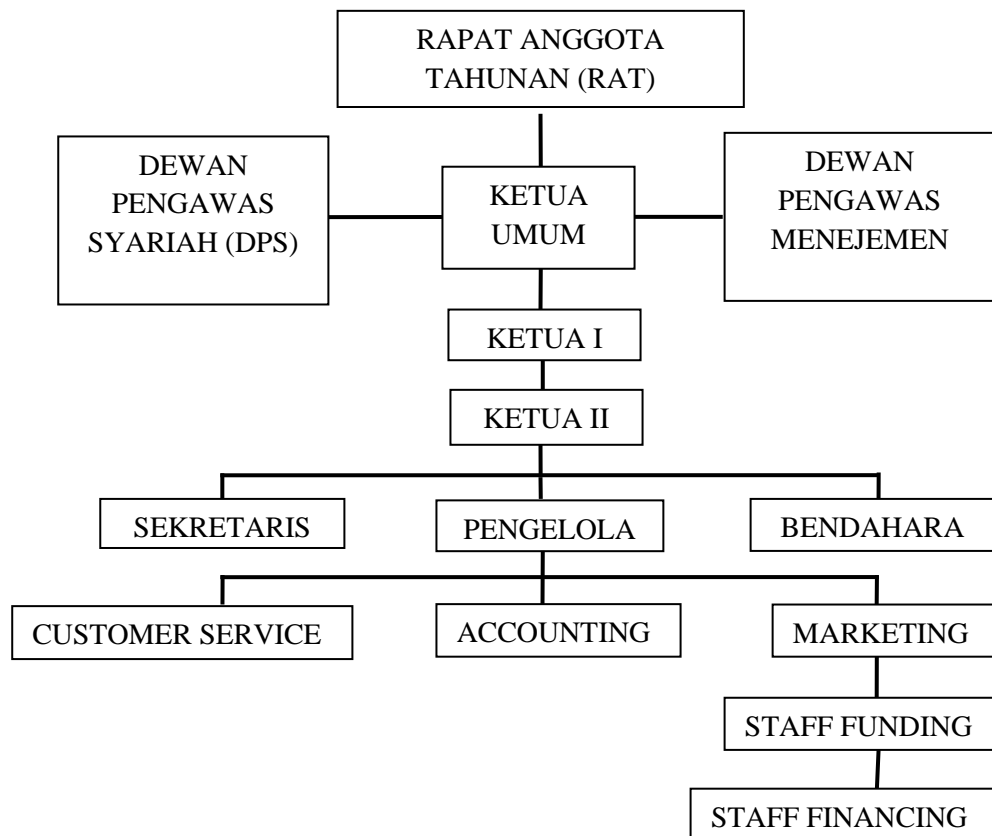 RAPAT ANGGOTA
TAHUNAN (RAT)
DEWAN
PENGAWAS
SYARIAH (DPS)
KETUA
UMUM
DEWAN
PENGAWAS
MENEJEMEN
KETUA I
KETUA II
SEKRETARIS
PENGELOLA
BENDAHARA
CUSTOMER SERVICE
ACCOUNTING
MARKETING
STAFF FUNDING
STAFF FINANCING